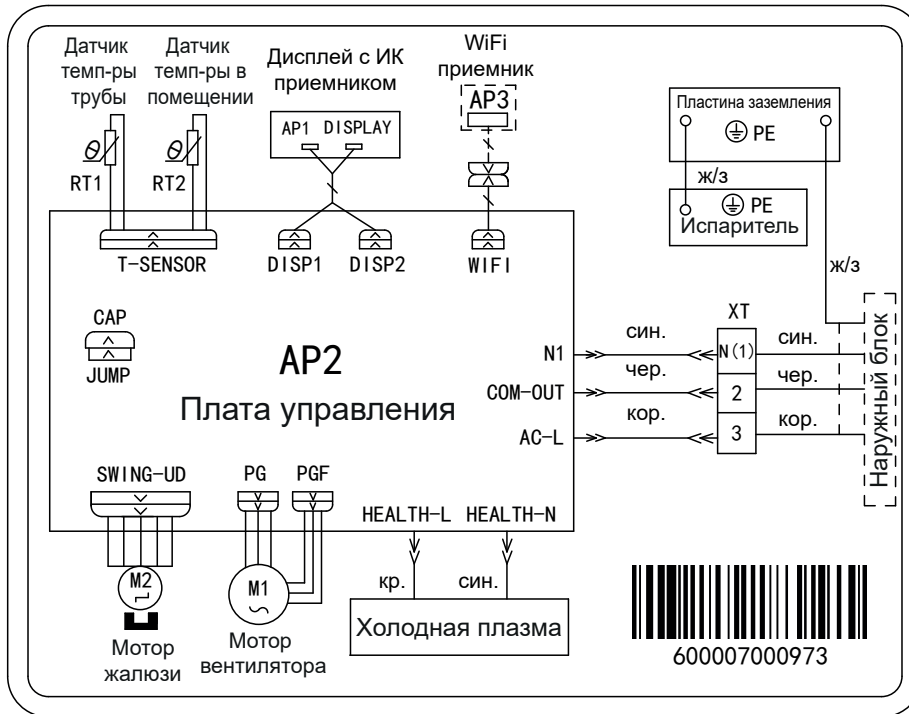 Датчик
темп-ры
трубы
Датчик
темп-ры в
помещении
Дисплей с ИК
приемником
WiFi
приемник
AP3
AP1 DISPLAY
RT1
RT2
Пластина заземления
PE
ж/з
PE
Испаритель
ж/з
T-SENSOR
DISP1
DISP2
WIFI
CAP
JUMP
AP2
Плата управления
N1
COM-OUT
AC-L
син.
чер.
кор.
XT
N(1)
2
3
син.
чер.
кор.
Наружный блок
SWING-UD
PG
PGF
HEALTH-L
HEALTH-N
M2
M1
кр.
син.
Мотор
жалюзи
Мотор
вентилятора
Холодная плазма
600007000973